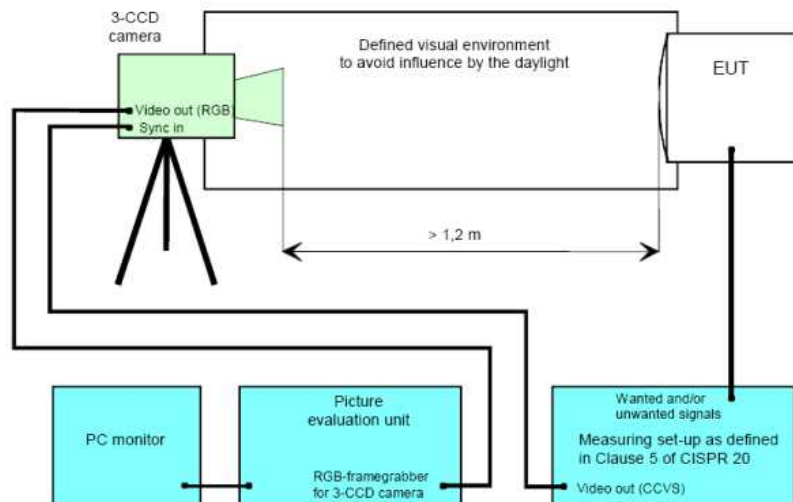 3-CCD
camera
Defined visual environment
to avoid influence by the daylight
EUT
Video out (RGB)
Sync in
> 1,2 m
PC monitor
Picture
evaluation unit
RGB-framegrabber
for 3-CCD camera
Wanted and/or
unwanted signals
Measuring set-up as defined
in Clause 5 of CISPR 20
Video out (CCVS)